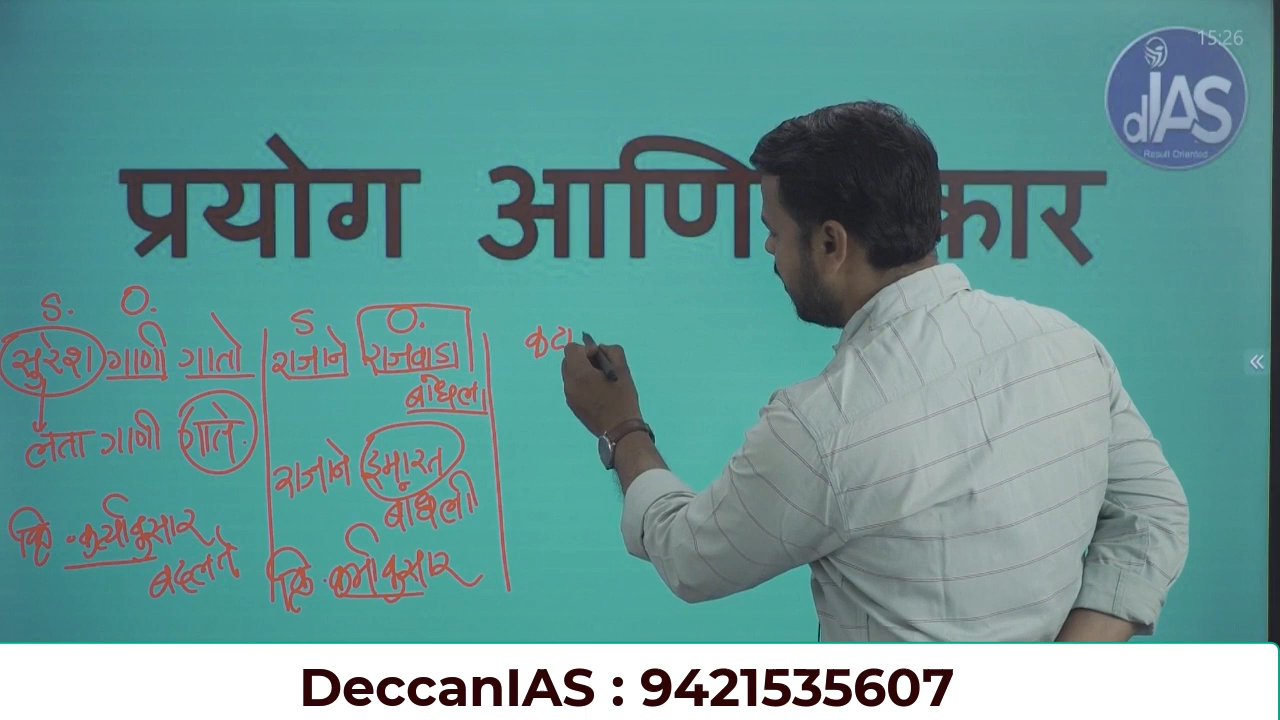 15:26
dIAS
Result Oriented
प्रयोग आणि कार
S. O.
सुरेश गाणी गातो
लता गाणी गाते.
क्रि. कर्त्यानुसार
बदलते
S O.
राजाने राजवाडा
बांधला
राजाने इमारत
बांधली
क्रि. कर्मानुसार
DeccanIAS : 9421535607